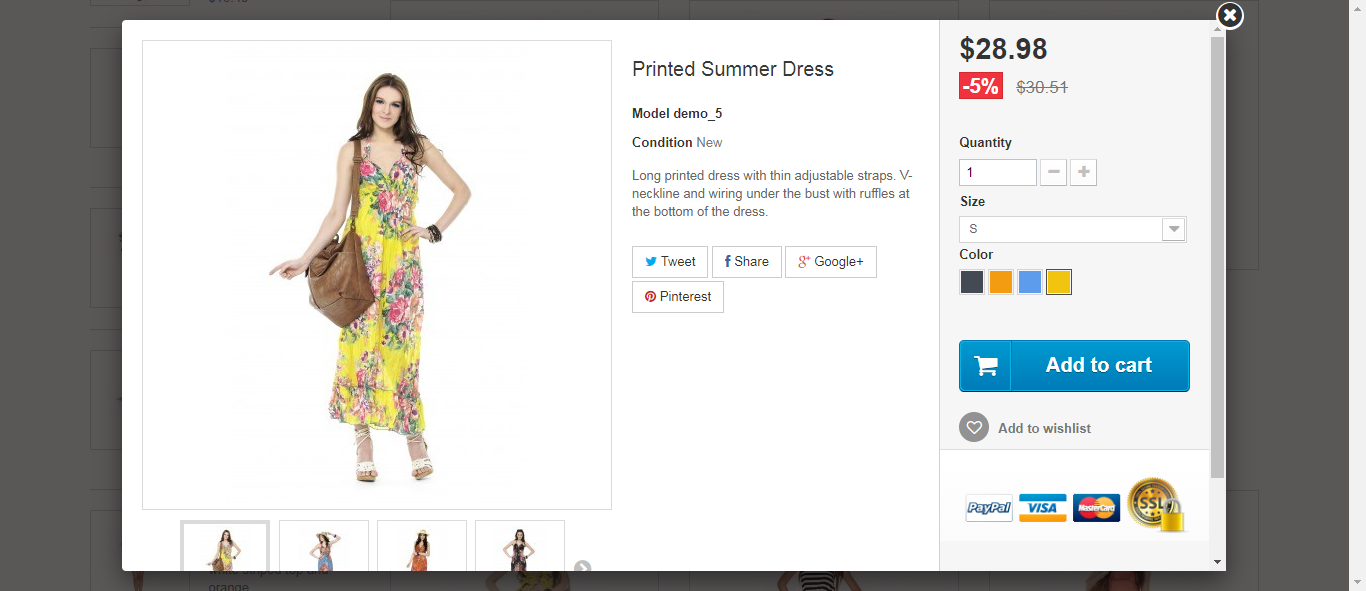 Printed Summer Dress
Model demo_5
Condition New
Long printed dress with thin adjustable straps. V-
neckline and wiring under the bust with ruffles at
the bottom of the dress.
Tweet
Share
Google+
Pinterest
$28.98
-5% $30.51
Quantity
1
Size
S
Color
Add to cart
Add to wishlist
PayPal VISA MasterCard SSL
orange